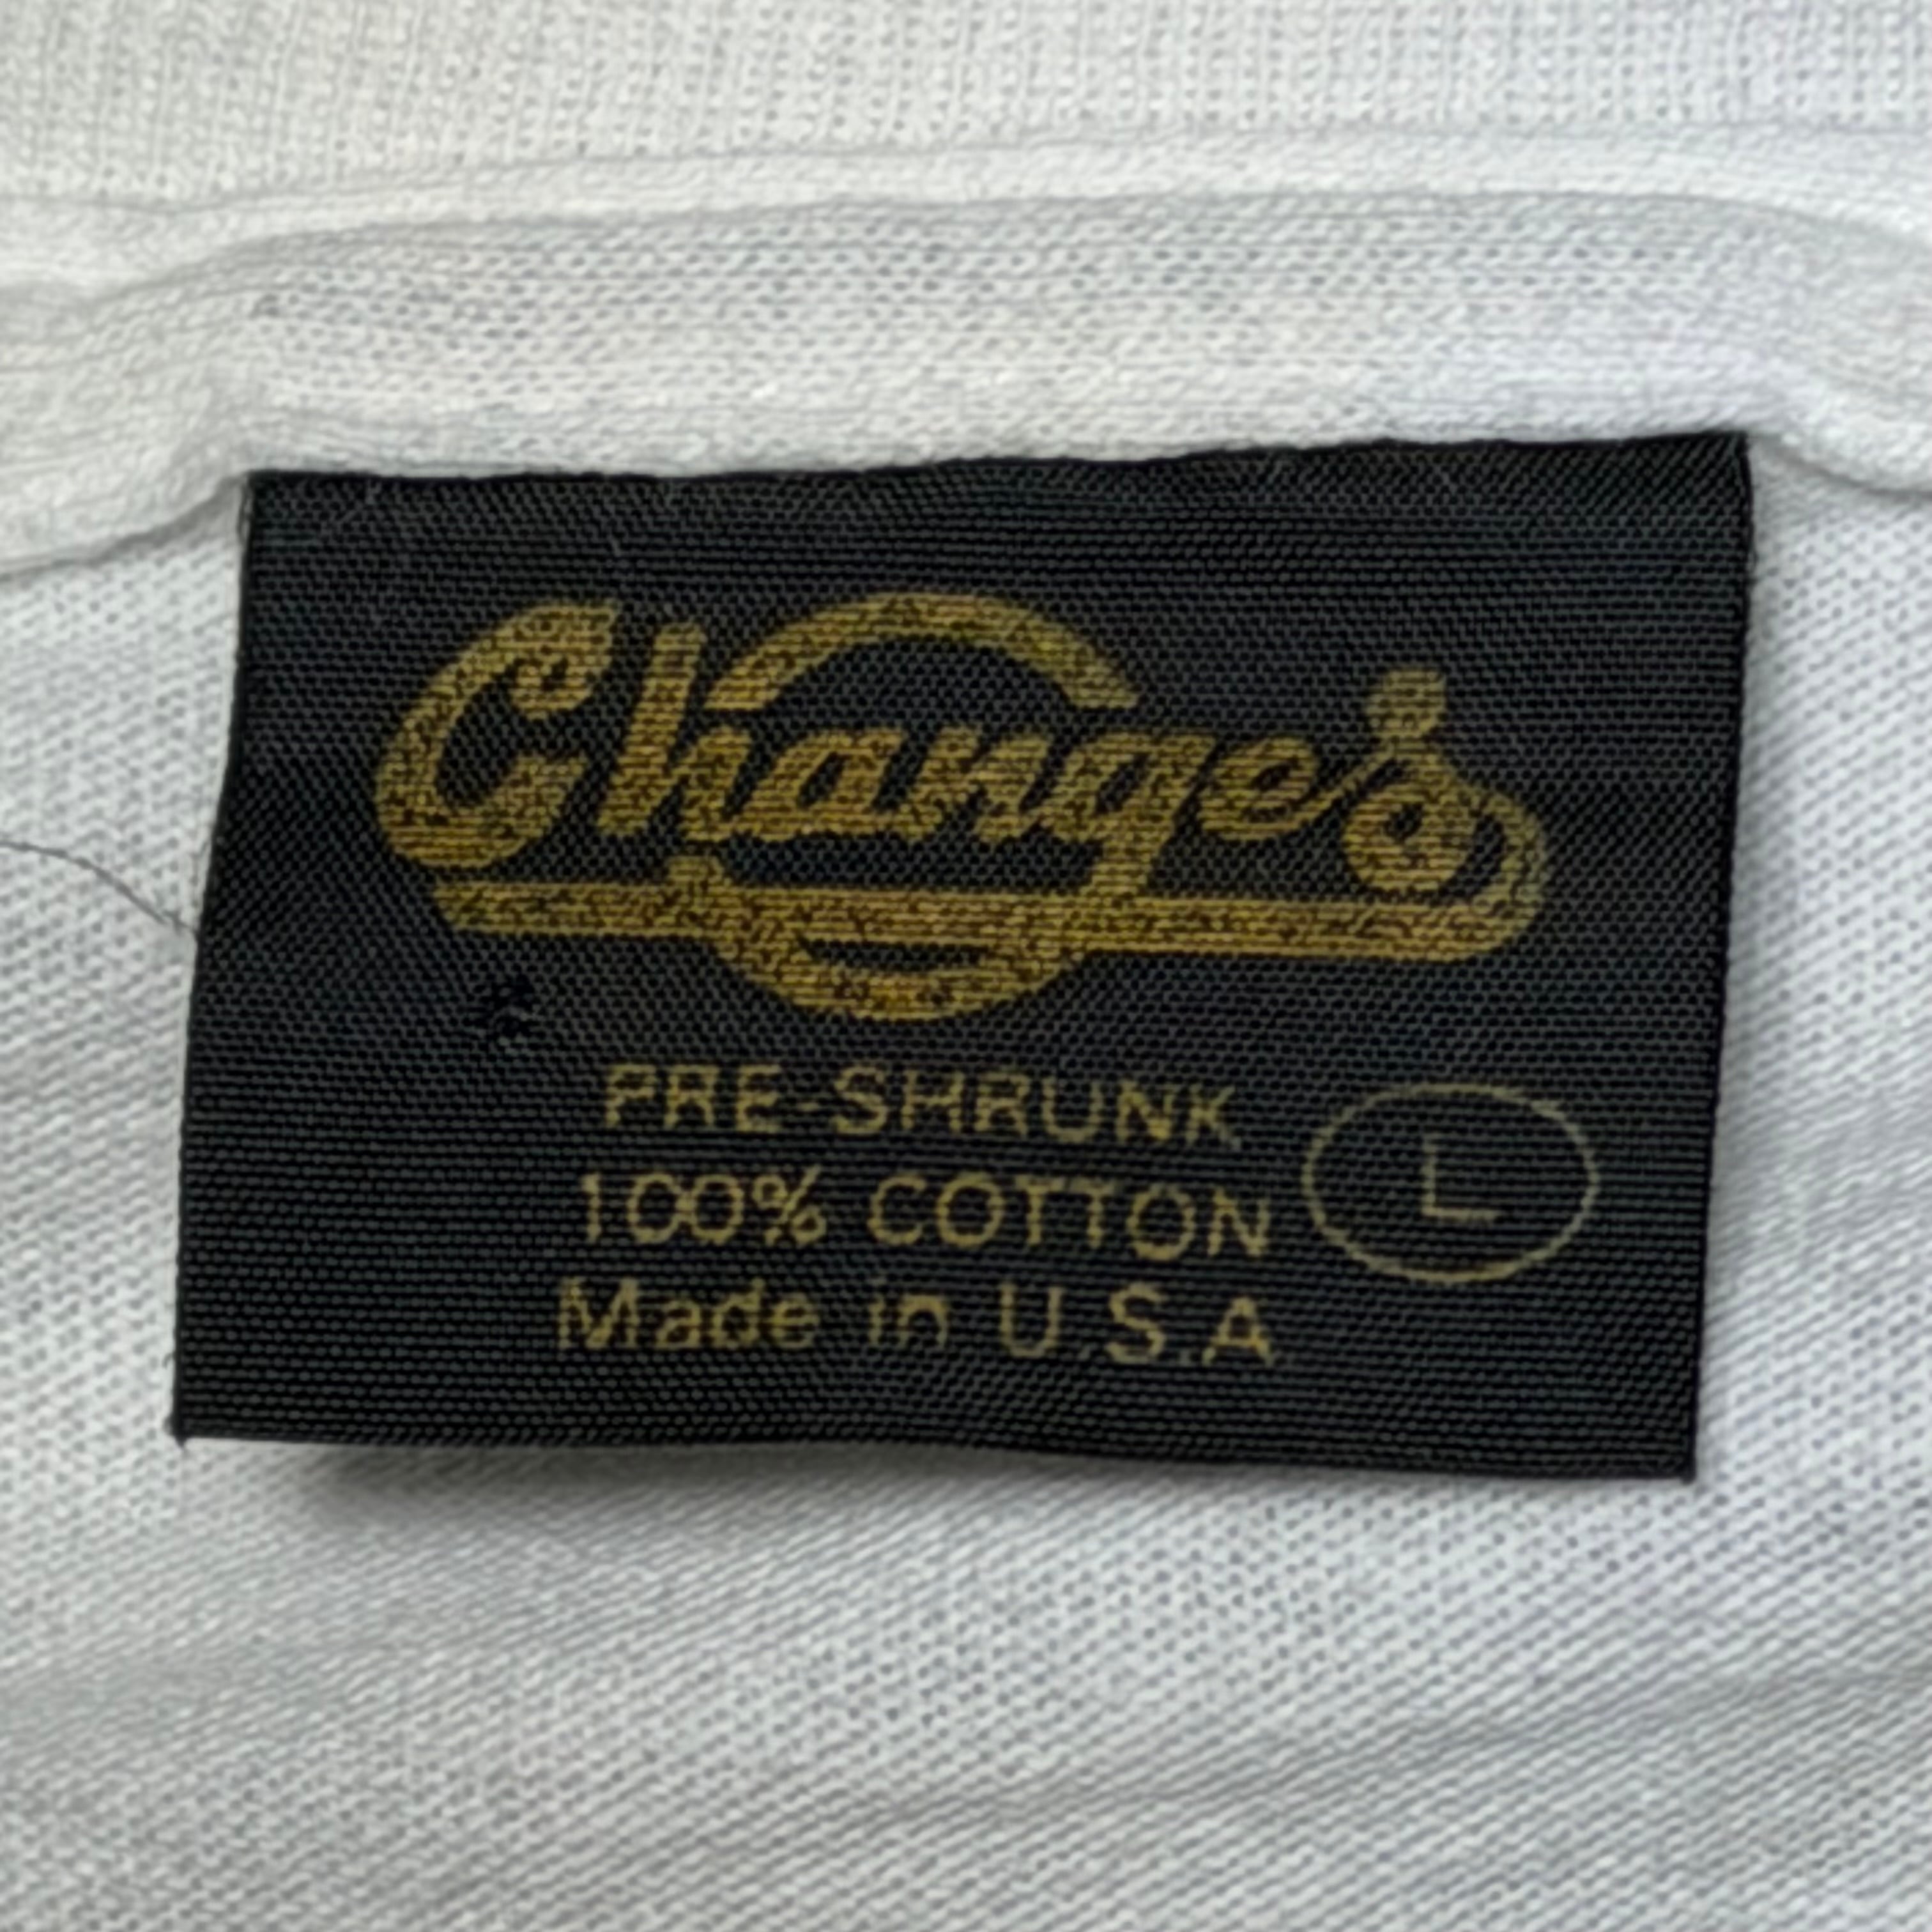 Changes
PRE-SHRUNK
100% COTTON
L
Made in U.S.A